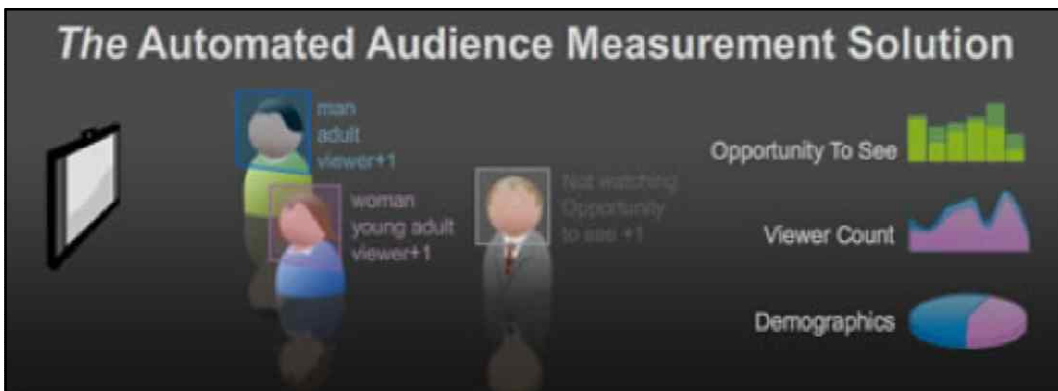 The Automated Audience Measurement Solution
man
adult
viewer+1
woman
young adult
viewer+1
Not watching
Opportunity
to see +1
Opportunity To See
Viewer Count
Demographics